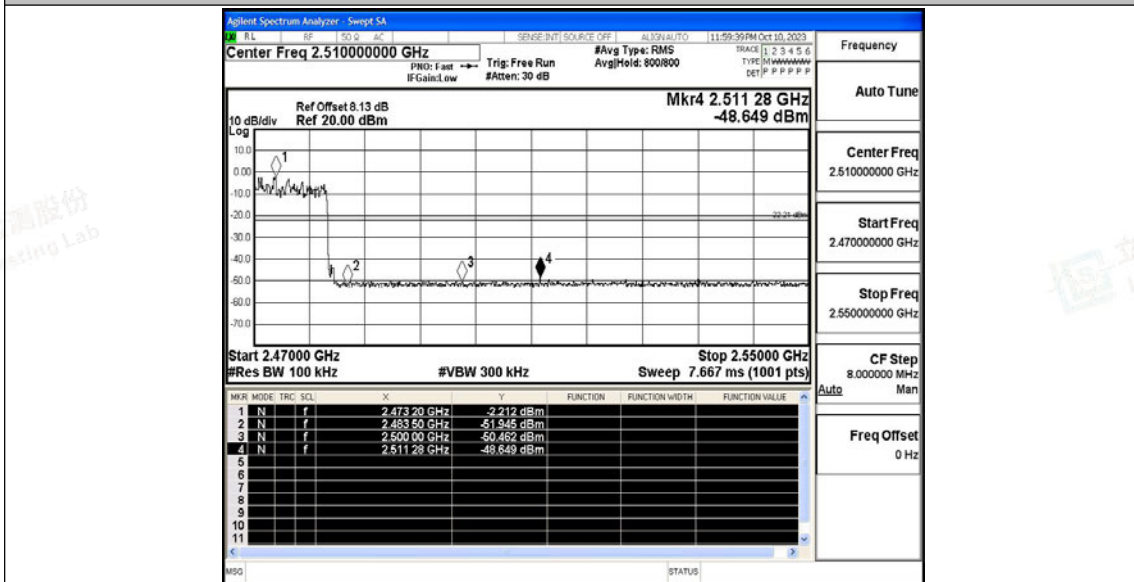 Agilent Spectrum Analyzer - Swept SA
RL RF 50 Ω AC SENSE:INT SOURCE OFF ALIGNAUTO 11:59:39PM Oct 10, 2023
Center Freq 2.510000000 GHz #Avg Type: RMS TRACE 1 2 3 4 5 6 Frequency
PNO: Fast Trig: Free Run Avg|Hold: 800/800 TYPE M
IFGain:Low #Atten: 30 dB DET P P P P P P
Auto Tune
Mkr4 2.511 28 GHz
Ref Offset 8.13 dB
10 dB/div Ref 20.00 dBm -48.649 dBm
Log
10.0
0.00
-10.0
-20.0
-30.0
-40.0
-50.0
-60.0
-70.0
1
2
3
4
-22.21 dBm
Center Freq
2.510000000 GHz
Start Freq
2.470000000 GHz
Stop Freq
2.550000000 GHz
Start 2.47000 GHz Stop 2.55000 GHz
#Res BW 100 kHz #VBW 300 kHz Sweep 7.667 ms (1001 pts)
CF Step
8.000000 MHz
Auto Man
MKR MODE TRC SCL X Y FUNCTION FUNCTION WIDTH FUNCTION VALUE
1 N f 2.473 20 GHz -2.212 dBm
2 N f 2.483 50 GHz -51.945 dBm
3 N f 2.500 00 GHz -50.462 dBm
4 N f 2.511 28 GHz -48.649 dBm
5
6
7
8
9
10
11
Freq Offset
0 Hz
MSG STATUS
测股份
sting Lab
立